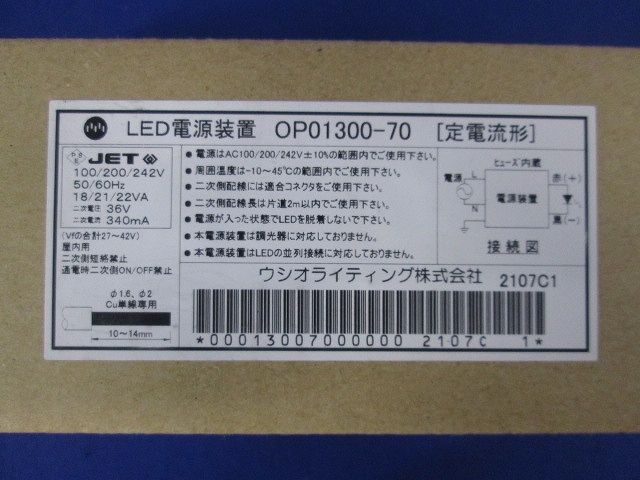 LED電源装置 OP01300-70 [定電流形]
PSE JET
100/200/242V
50/60Hz
18/21/22VA
二次電圧 36V
二次電流 340mA
(Vfの合計27～42V)
屋内用
二次側短絡禁止
通電時二次側ON/OFF禁止
φ1.6、φ2
Cu単線専用
10～14mm
●電源はAC100/200/242V±10%の範囲内でご使用下さい。
●周囲温度は-10～45℃の範囲内でご使用下さい。
●二次側配線には適合コネクタをご使用下さい。
●二次側配線長は片道2m以内でご使用下さい。
●電源が入った状態でLEDを脱着しないで下さい。
●本電源装置は調光器に対応しておりません。
●本電源装置はLEDの並列接続に対応しておりません。
ヒューズ内蔵
電源 L
N
電源装置
赤(+)
黒(-)
接続図
ウシオライティング株式会社 2107C1
*00013007000000 2107C 1*